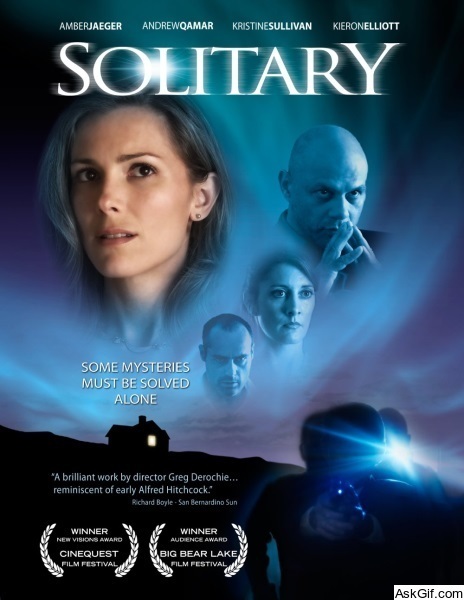 AMBERJAEGER ANDREWQAMAR KRISTINESULLIVAN KIERONELLIOTT
SOLITARY
SOME MYSTERIES
MUST BE SOLVED
ALONE
"A brilliant work by director Greg Derochie...
reminiscent of early Alfred Hitchcock."
Richard Boyle - San Bernardino Sun
WINNER
NEW VISIONS AWARD
CINEQUEST
FILM FESTIVAL
WINNER
AUDIENCE AWARD
BIG BEAR LAKE
FILM FESTIVAL
AskGif.com